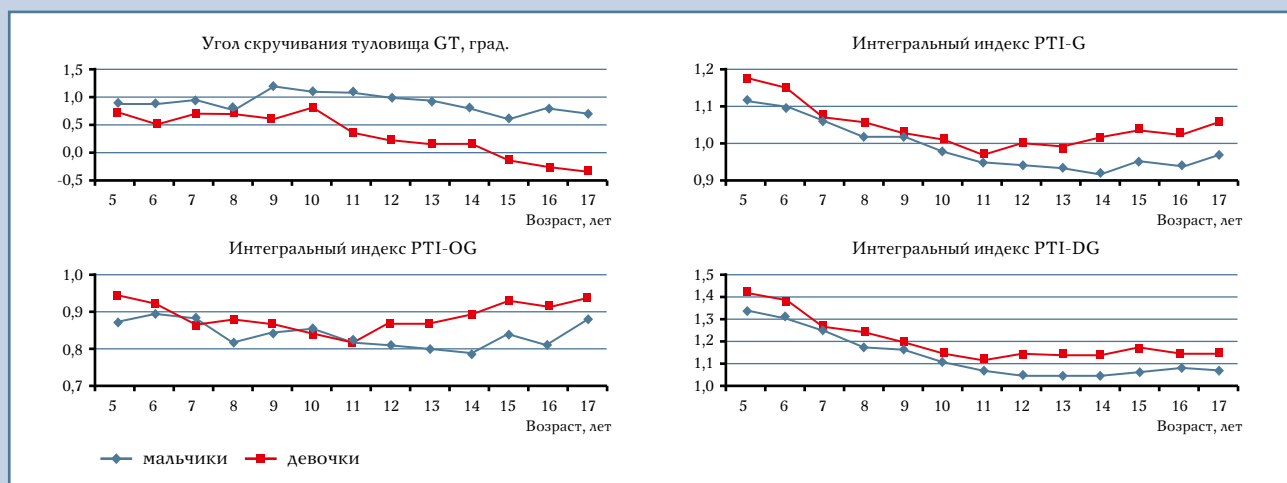 Угол скручивания туловища GT, град.
1,5
1,0
0,5
0,0
-0,5
5 6 7 8 9 10 11 12 13 14 15 16 17
Возраст, лет
Интегральный индекс PTI-G
1,2
1,1
1,0
0,9
5 6 7 8 9 10 11 12 13 14 15 16 17
Возраст, лет
Интегральный индекс PTI-OG
1,0
0,9
0,8
0,7
5 6 7 8 9 10 11 12 13 14 15 16 17
Возраст, лет
Интегральный индекс PTI-DG
1,5
1,4
1,3
1,2
1,1
1,0
5 6 7 8 9 10 11 12 13 14 15 16 17
Возраст, лет
мальчики девочки